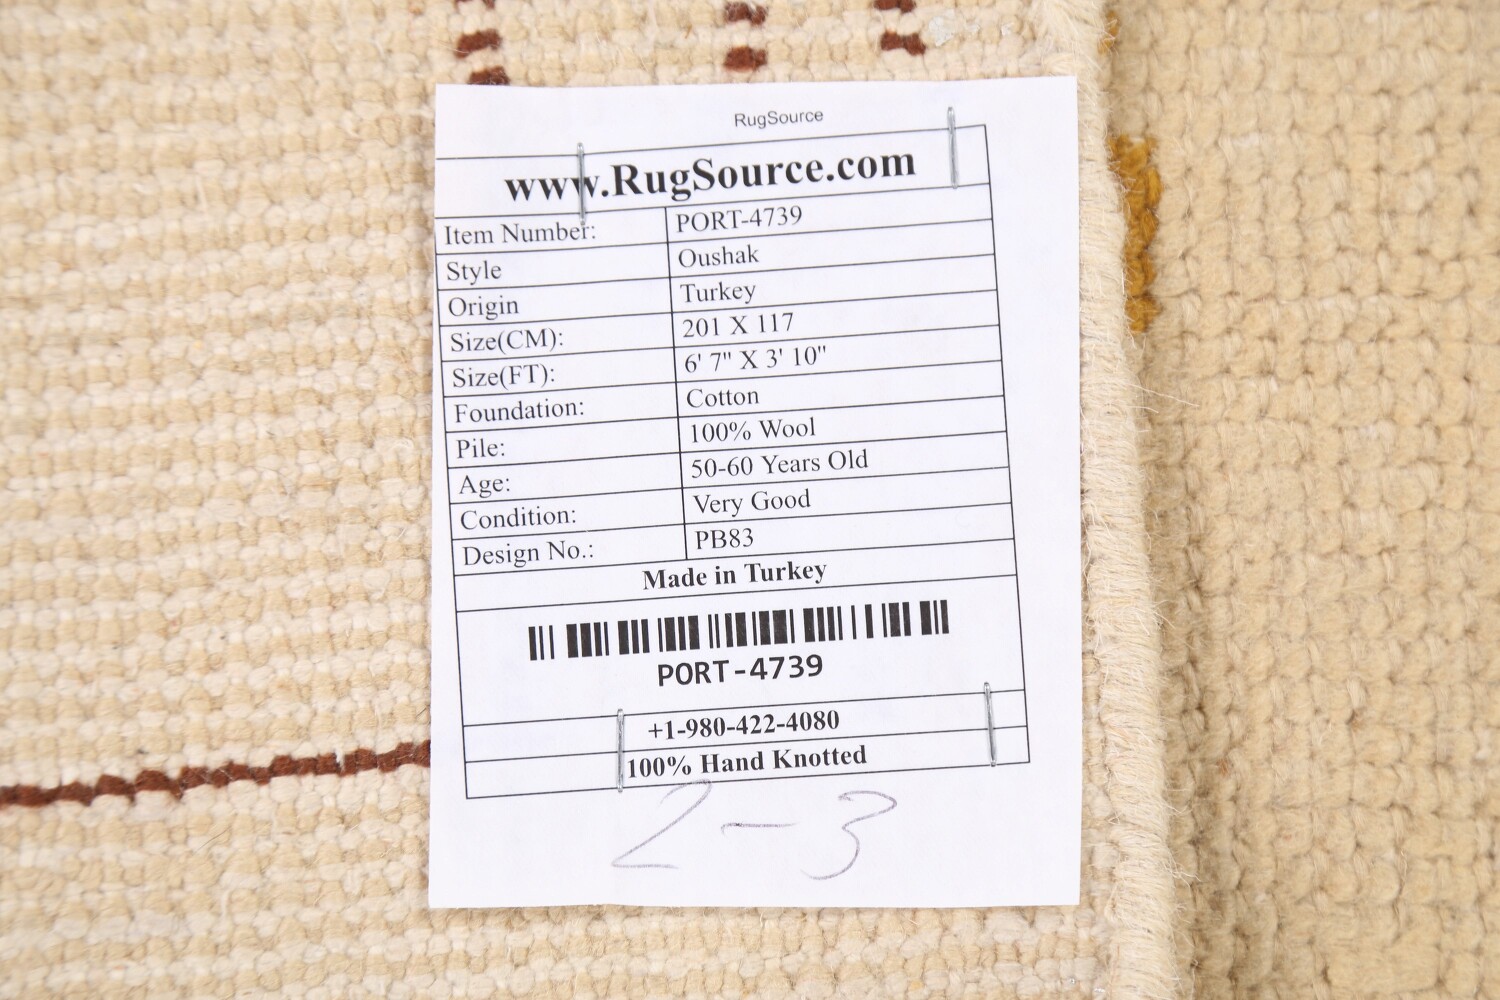 RugSource
www.RugSource.com
Item Number: PORT-4739
Style Oushak
Origin Turkey
Size(CM): 201 X 117
Size(FT): 6' 7" X 3' 10"
Foundation: Cotton
Pile: 100% Wool
Age: 50-60 Years Old
Condition: Very Good
Design No.: PB83
Made in Turkey
PORT-4739
+1-980-422-4080
100% Hand Knotted
2-3